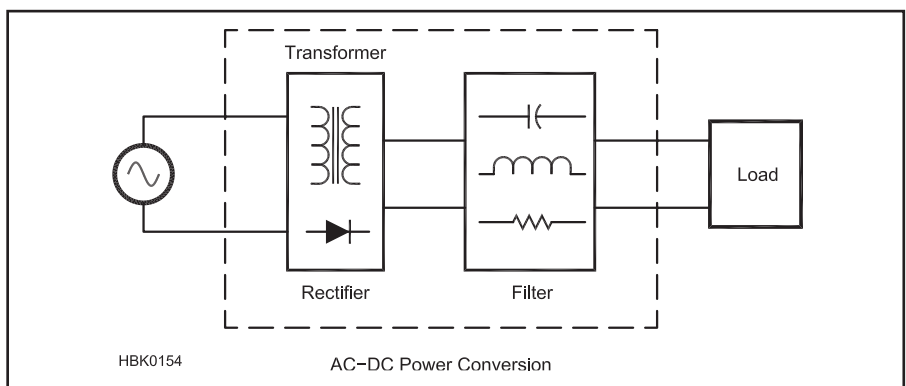 Transformer
Load
Rectifier
Filter
HBK0154
AC−DC Power Conversion